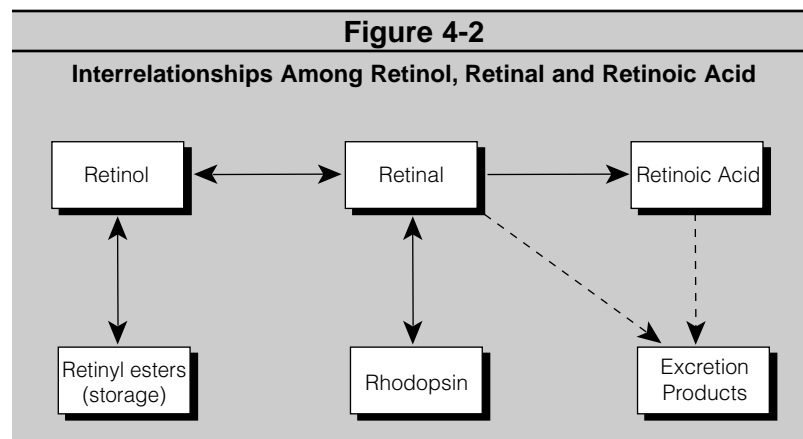 Figure 4-2
Interrelationships Among Retinol, Retinal and Retinoic Acid
Retinol
Retinal
Retinoic Acid
Retinyl esters
(storage)
Rhodopsin
Excretion
Products